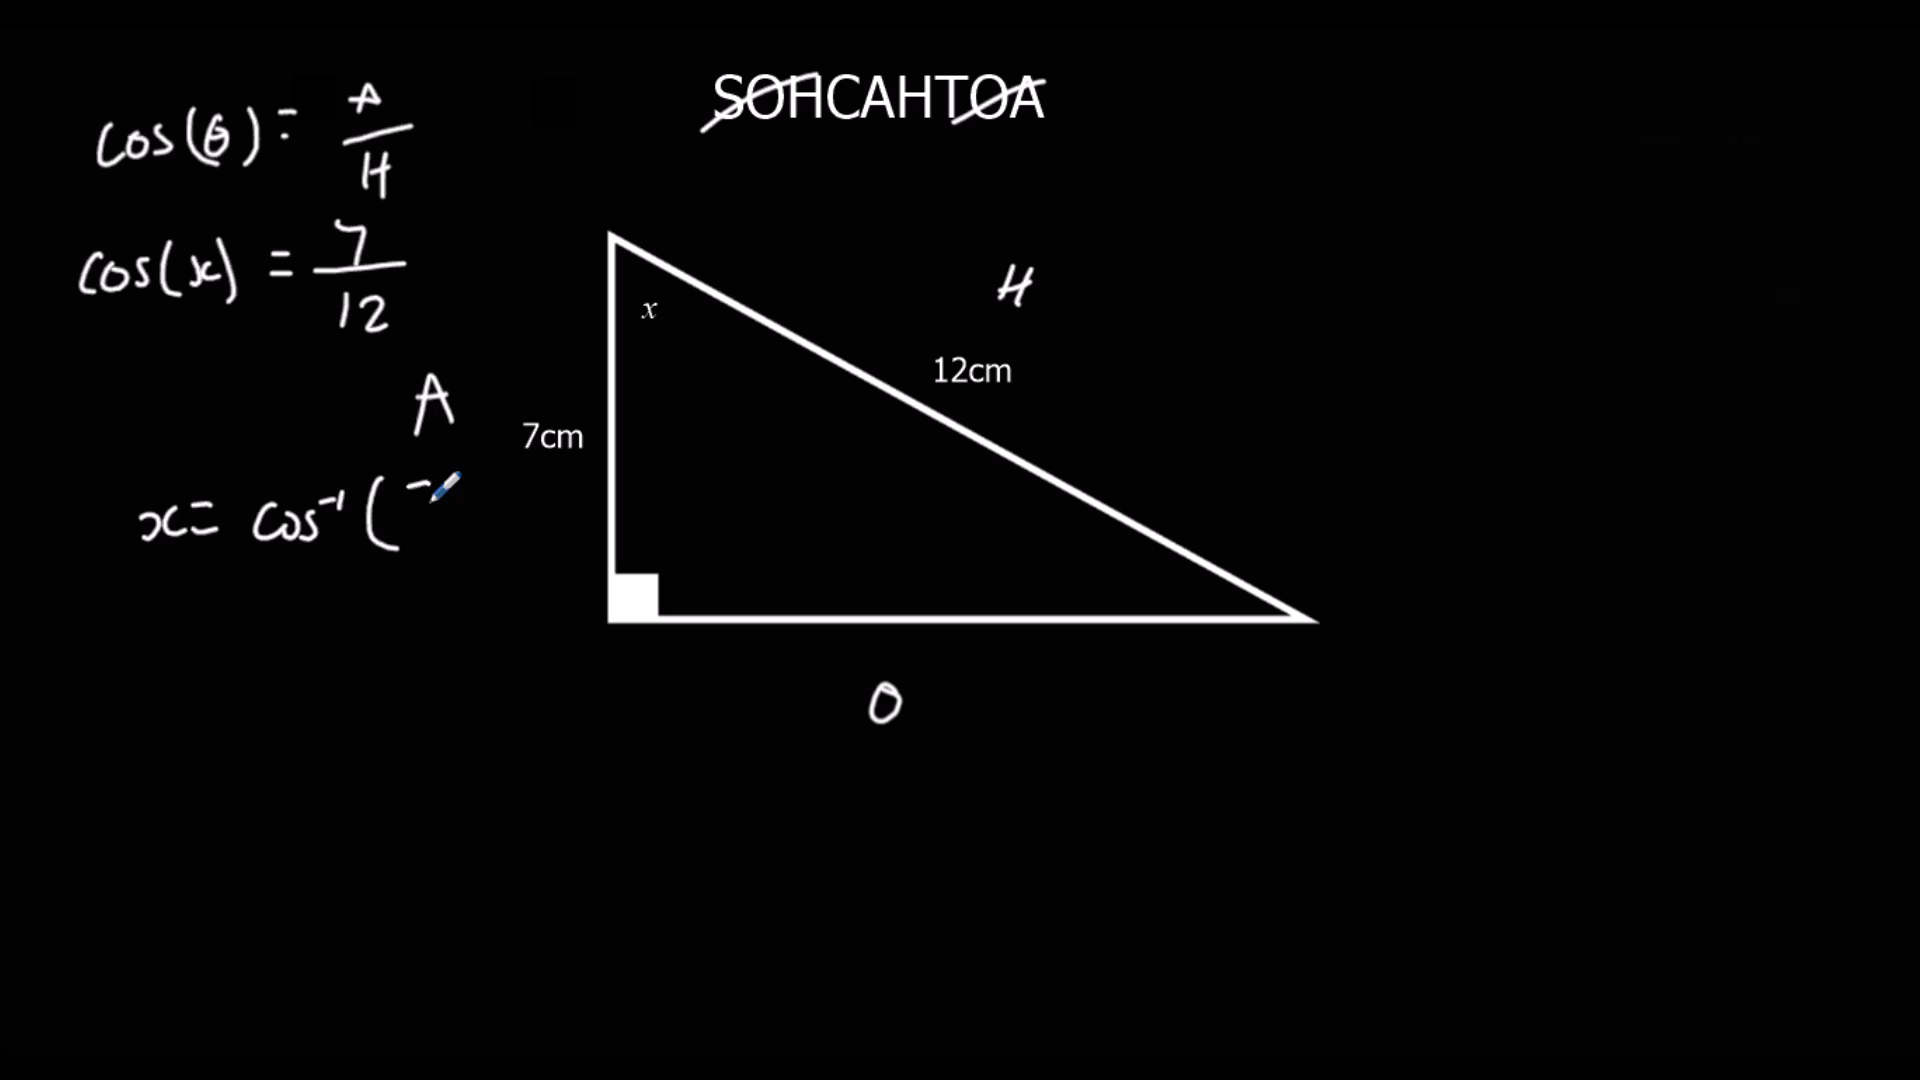 SOHCAHTOA
cos(θ) = A/H
cos(x) = 7/12
H
x
12cm
A
7cm
x = cos⁻¹(
O